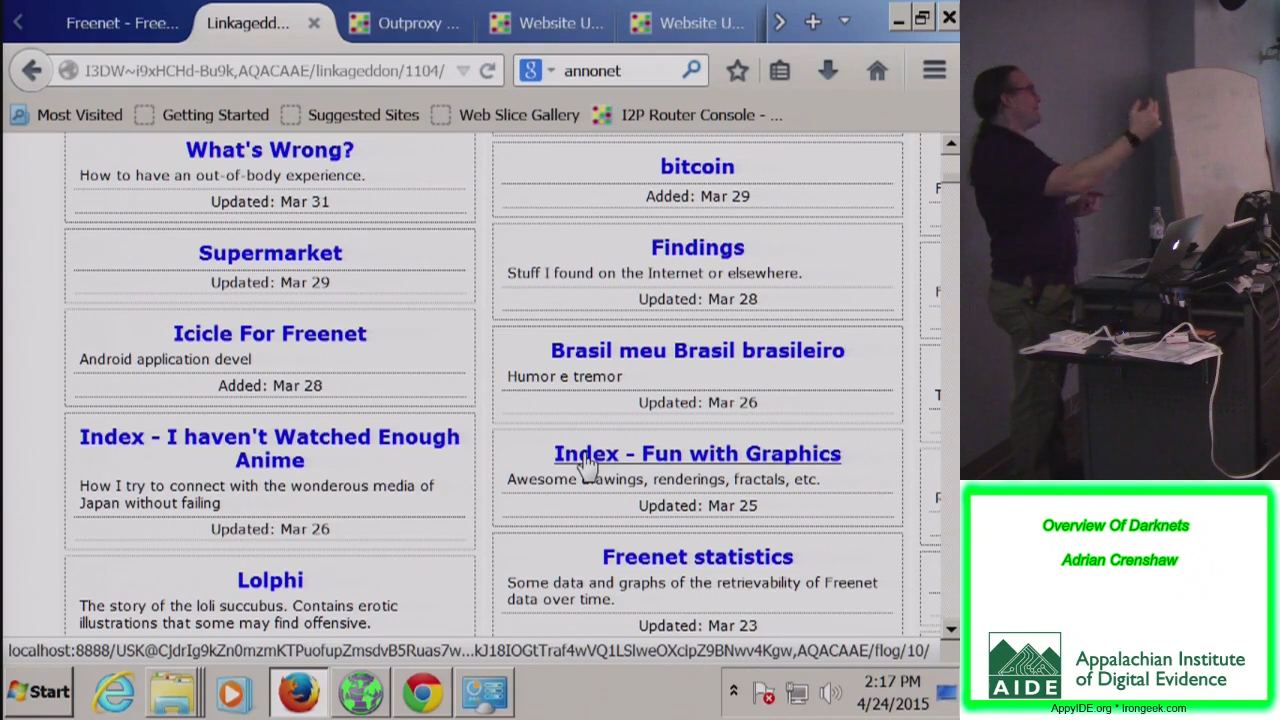 Freenet - Free...
Linkagedd...
Outproxy ...
Website U...
Website U...
I3DW~i9xHCHd-Bu9k,AQACAAE/linkageddon/1104/
annonet
Most Visited
Getting Started
Suggested Sites
Web Slice Gallery
I2P Router Console - ...
What's Wrong?
How to have an out-of-body experience.
Updated: Mar 31
Supermarket
Updated: Mar 29
Icicle For Freenet
Android application devel
Added: Mar 28
Index - I haven't Watched Enough
Anime
How I try to connect with the wonderous media of
Japan without failing
Updated: Mar 26
Lolphi
The story of the loli succubus. Contains erotic
illustrations that some may find offensive.
bitcoin
Added: Mar 29
Findings
Stuff I found on the Internet or elsewhere.
Updated: Mar 28
Brasil meu Brasil brasileiro
Humor e tremor
Updated: Mar 26
Index - Fun with Graphics
Awesome drawings, renderings, fractals, etc.
Updated: Mar 25
Freenet statistics
Some data and graphs of the retrievability of Freenet
data over time.
Updated: Mar 23
Start
2:17 PM
4/24/2015
Overview Of Darknets
Adrian Crenshaw
AIDE
Appalachian Institute
of Digital Evidence
AppyIDE.org * Irongeek.com